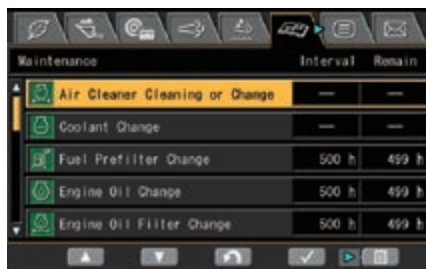 Maintenance Interval Remain
Air Cleaner Cleaning or Change — —
Coolant Change — —
Fuel Prefilter Change 500 h 499 h
Engine Oil Change 500 h 499 h
Engine Oil Filter Change 500 h 499 h